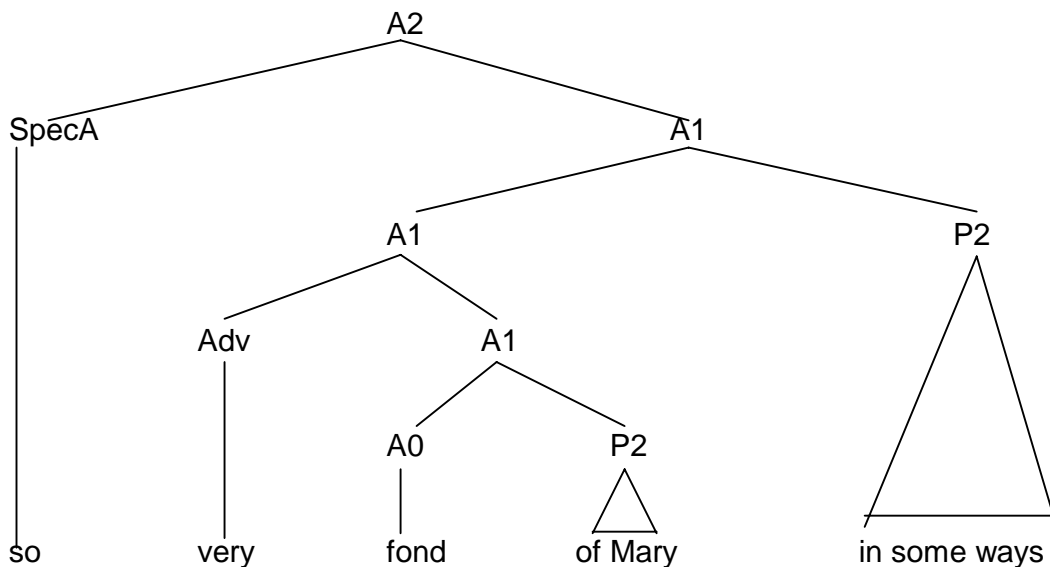 A2
SpecA A1
A1 P2
Adv A1
A0 P2
so very fond of Mary in some ways